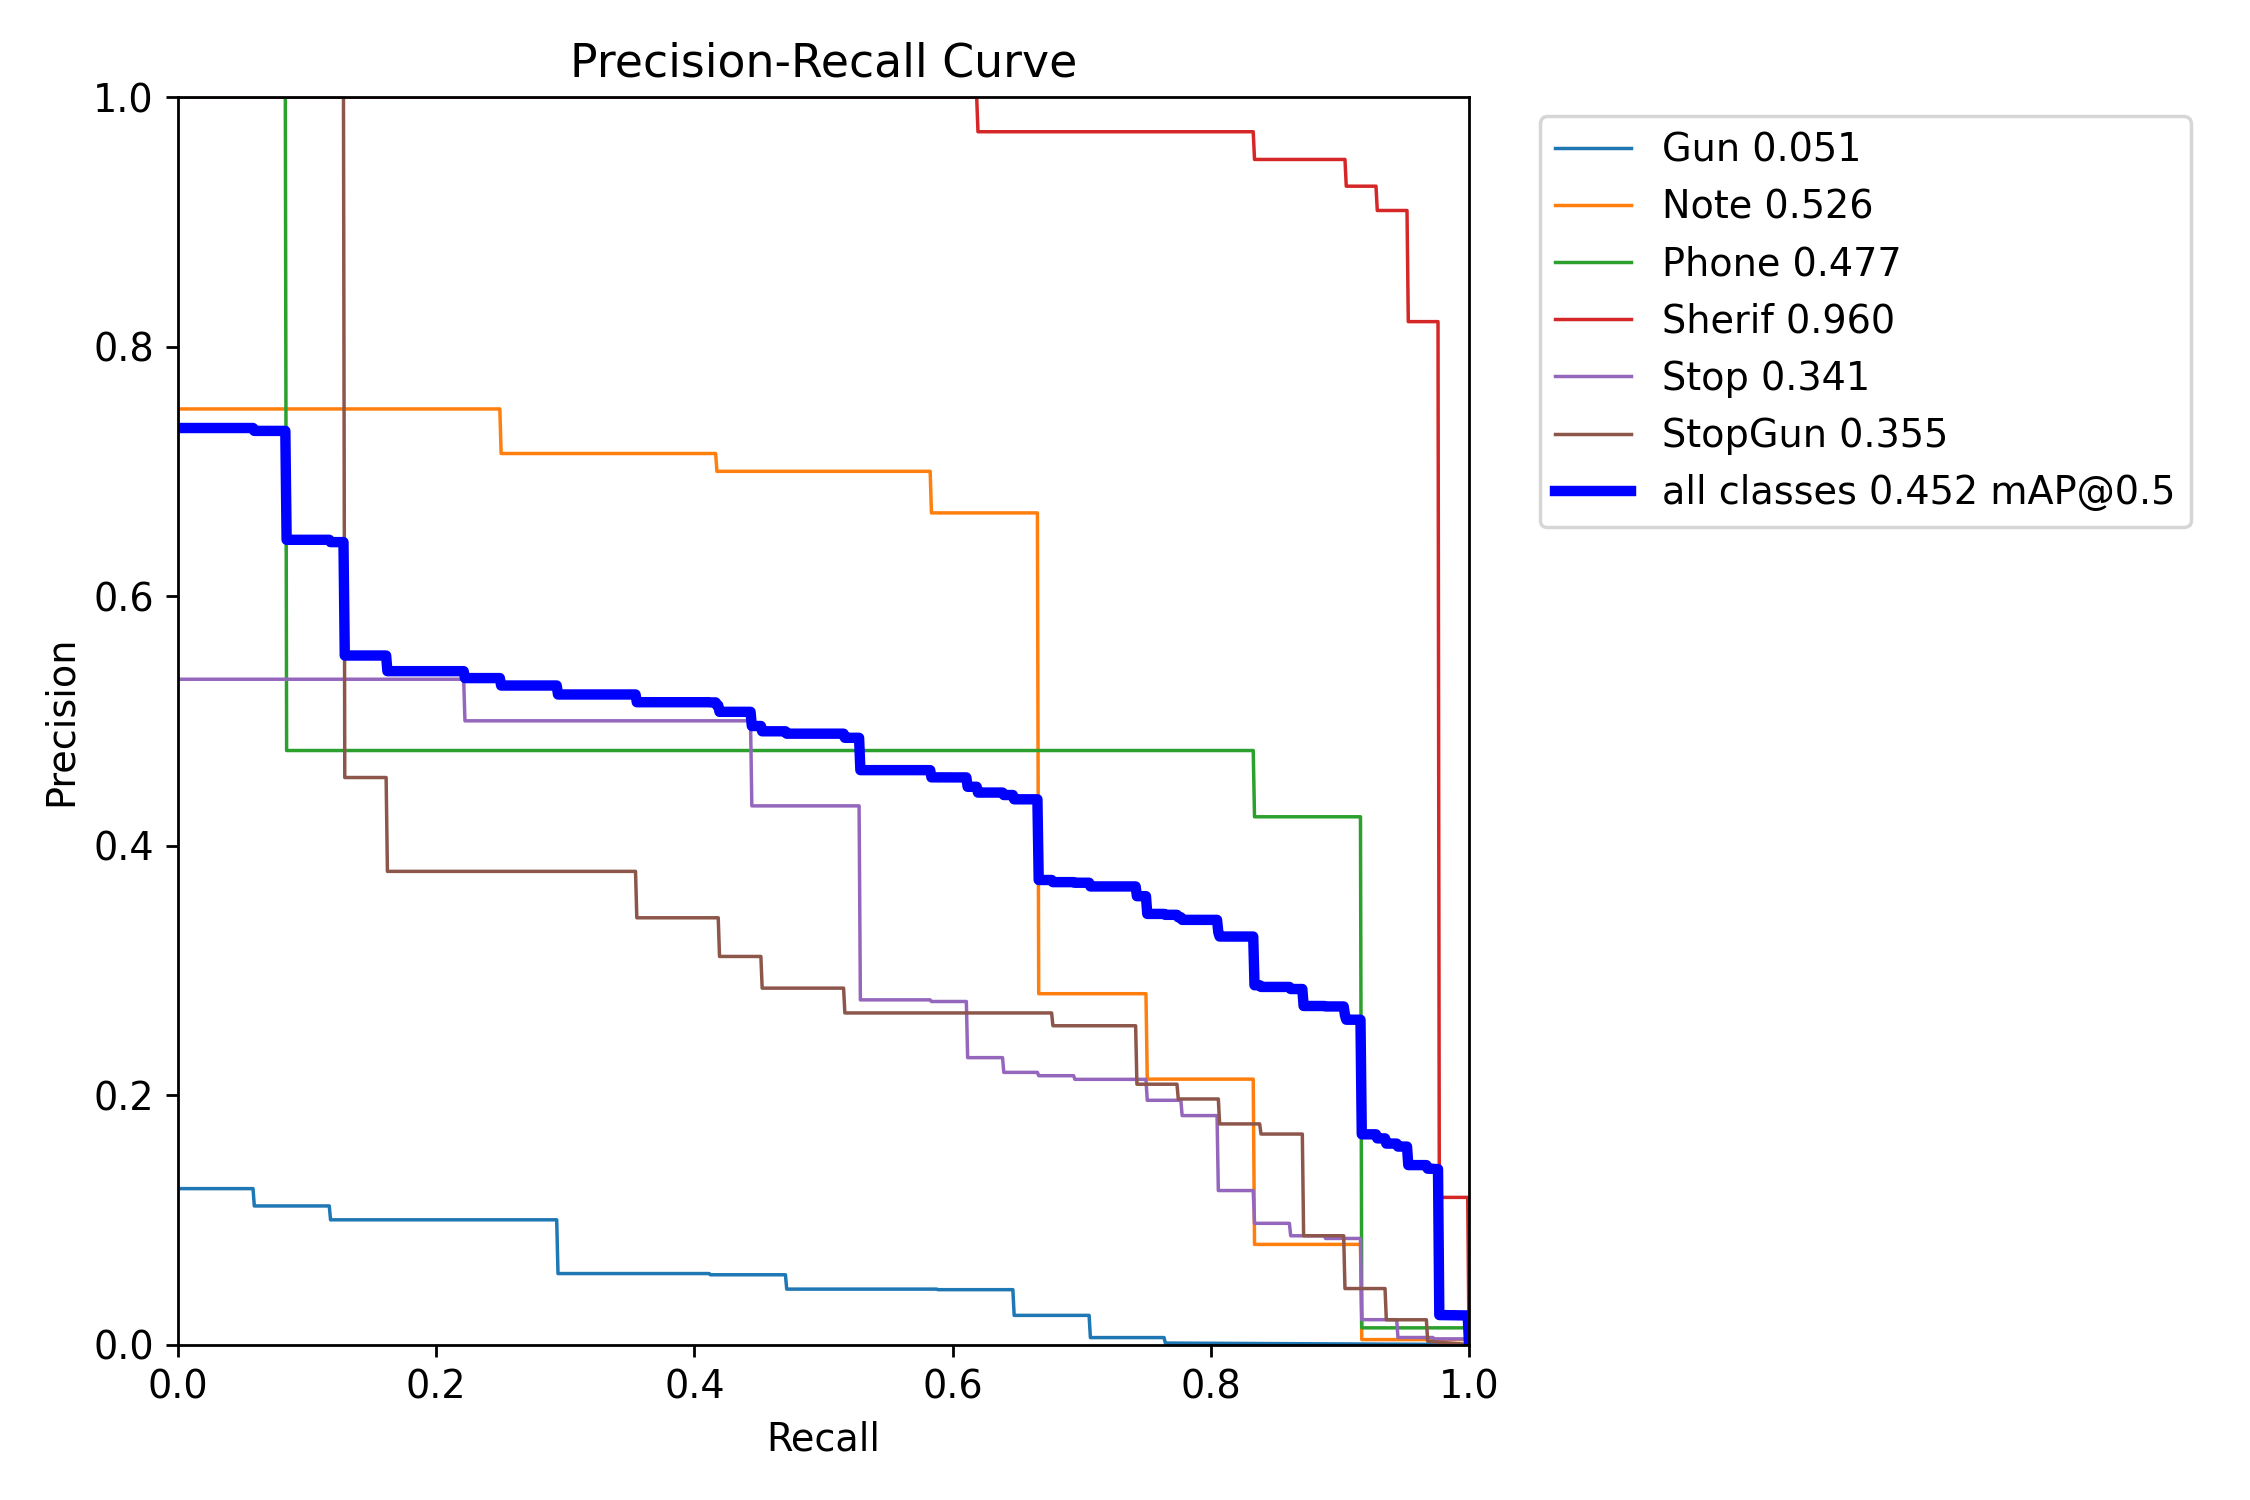 Precision-Recall Curve
1.0
0.8
0.6
0.4
0.2
0.0
Precision
0.0 0.2 0.4 0.6 0.8 1.0
Recall
Gun 0.051
Note 0.526
Phone 0.477
Sherif 0.960
Stop 0.341
StopGun 0.355
all classes 0.452 mAP@0.5